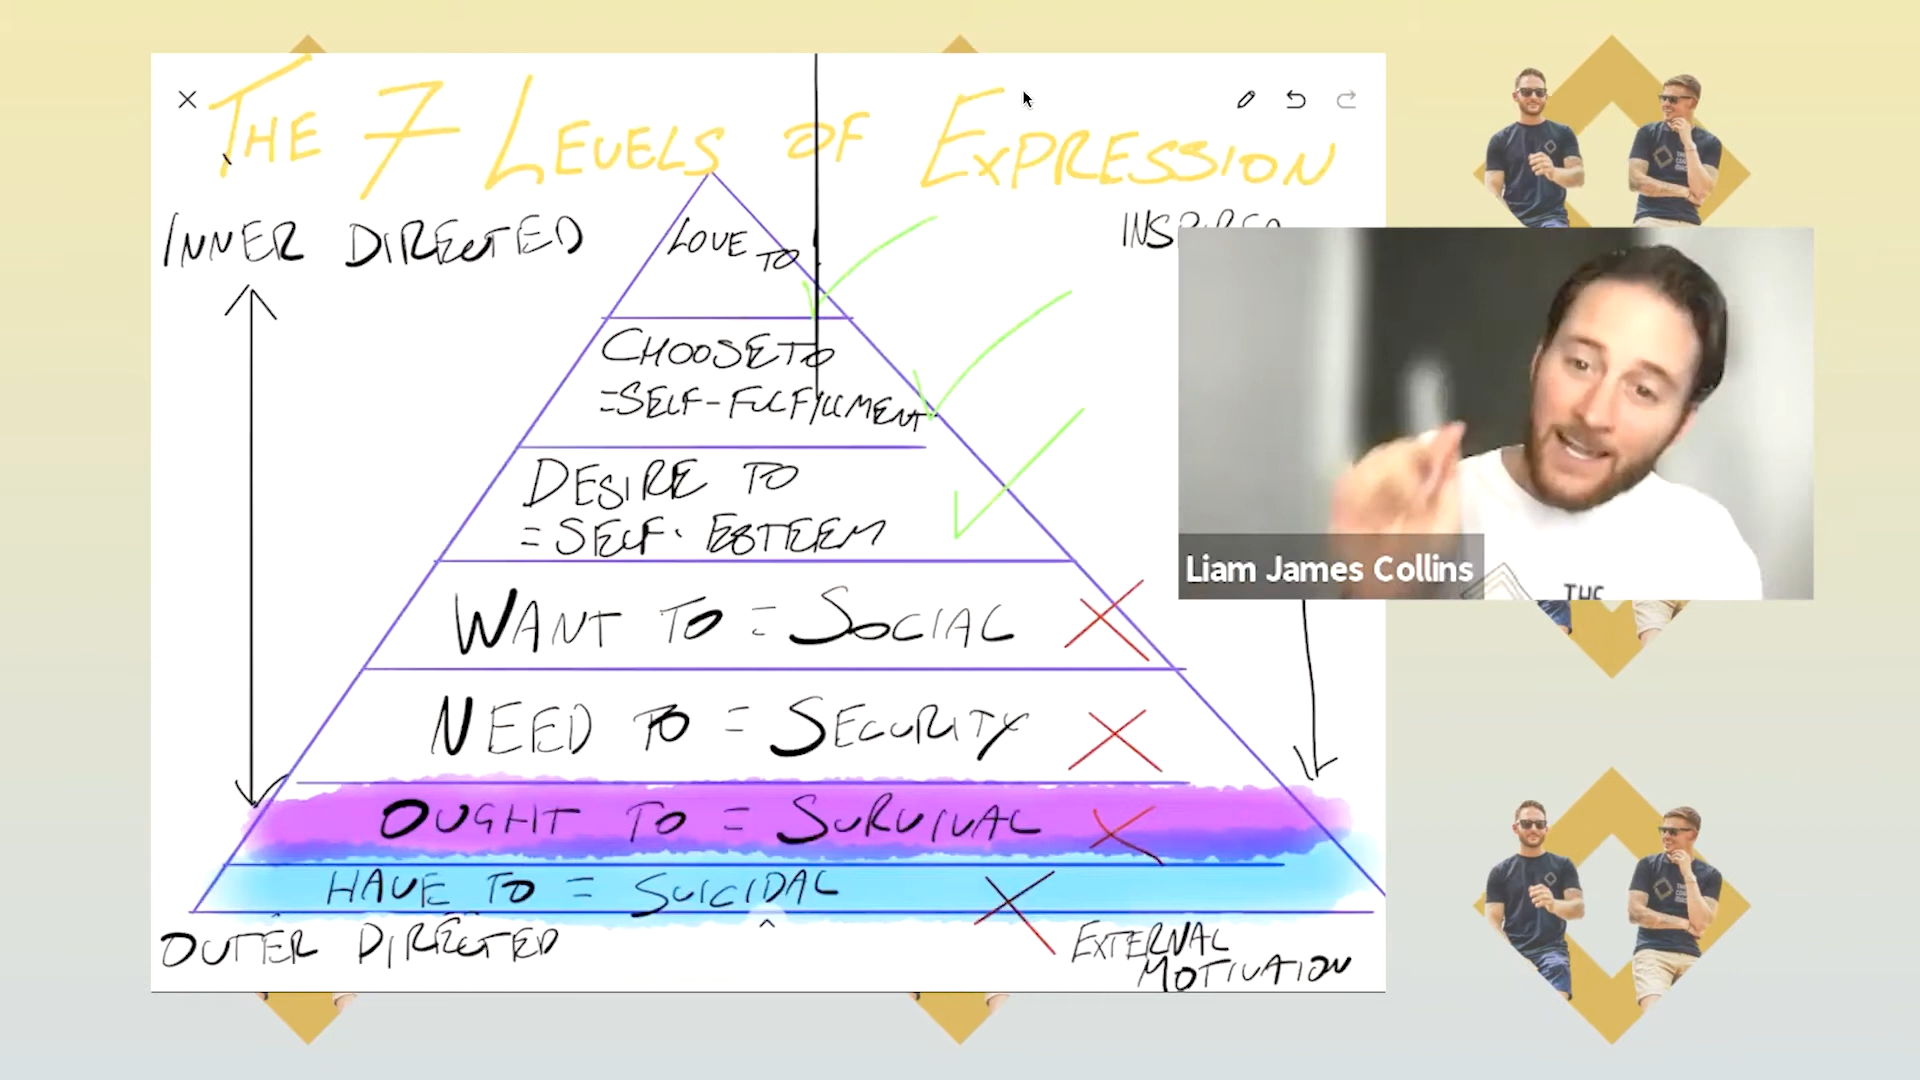 THE 7 LEVELS OF EXPRESSION
INNER DIRECTED
LOVE TO
CHOOSE TO
=SELF-FULFILLMENT
DESIRE TO
= SELF-ESTEEM
WANT TO = SOCIAL
NEED TO = SECURITY
OUGHT TO = SURVIVAL
HAVE TO = SUICIDAL
OUTER DIRECTED
EXTERNAL
MOTIVATION
Liam James Collins
THE